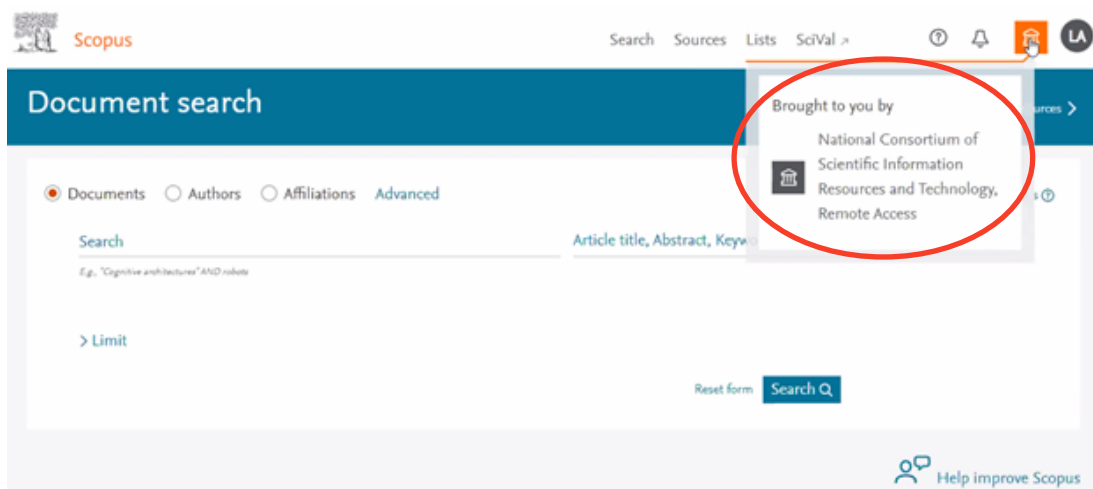 Scopus
Search Sources Lists SciVal
LA
Document search
Brought to you by
National Consortium of
Scientific Information
Resources and Technology,
Remote Access
Documents Authors Affiliations Advanced
Search
Article title, Abstract,
E.g., "Cognitive architectures" AND robots
Limit
Reset form Search
Help improve Scopus